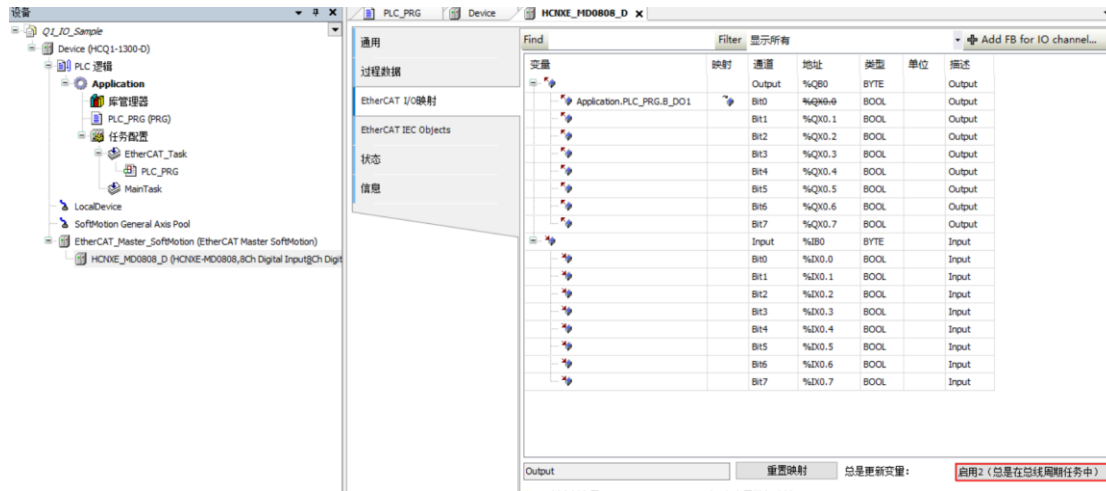 设备
Q1_IO_Sample
Device (HCQ1-1300-D)
PLC 逻辑
Application
库管理器
PLC_PRG (PRG)
任务配置
EtherCAT_Task
PLC_PRG
MainTask
LocalDevice
SoftMotion General Axis Pool
EtherCAT_Master_SoftMotion (EtherCAT Master SoftMotion)
HCNXE_MD0808_D (HCNXE-MD0808,8Ch Digital Input8Ch Digit
PLC_PRG Device HCNXE_MD0808_D
通用
过程数据
EtherCAT I/O映射
EtherCAT IEC Objects
状态
信息
Find Filter 显示所有 Add FB for IO channel...
变量 映射 通道 地址 类型 单位 描述
Output %QB0 BYTE Output
Application.PLC_PRG.B_DO1 Bit0 %QX0.0 BOOL Output
Bit1 %QX0.1 BOOL Output
Bit2 %QX0.2 BOOL Output
Bit3 %QX0.3 BOOL Output
Bit4 %QX0.4 BOOL Output
Bit5 %QX0.5 BOOL Output
Bit6 %QX0.6 BOOL Output
Bit7 %QX0.7 BOOL Output
Input %IB0 BYTE Input
Bit0 %IX0.0 BOOL Input
Bit1 %IX0.1 BOOL Input
Bit2 %IX0.2 BOOL Input
Bit3 %IX0.3 BOOL Input
Bit4 %IX0.4 BOOL Input
Bit5 %IX0.5 BOOL Input
Bit6 %IX0.6 BOOL Input
Bit7 %IX0.7 BOOL Input
Output 重置映射 总是更新变量: 启用2（总是在总线周期任务中）